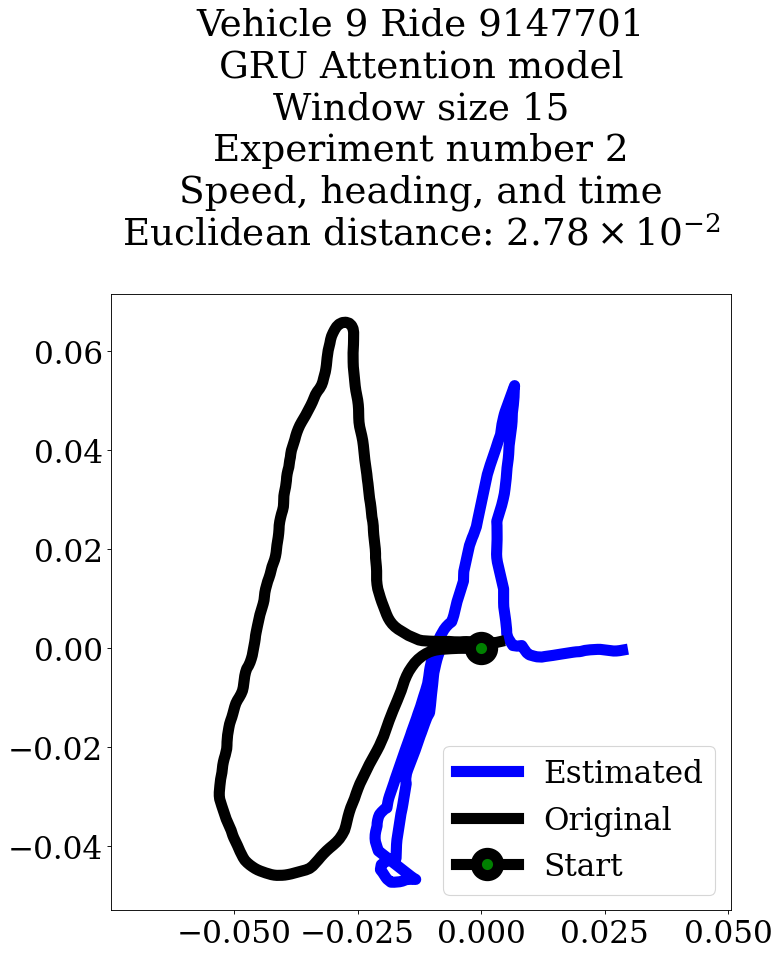 Vehicle 9 Ride 9147701
GRU Attention model
Window size 15
Experiment number 2
Speed, heading, and time
Euclidean distance: 2.78 × 10⁻²
0.06
0.04
0.02
0.00
−0.02
−0.04
Estimated
Original
Start
−0.050 −0.025 0.000 0.025 0.050